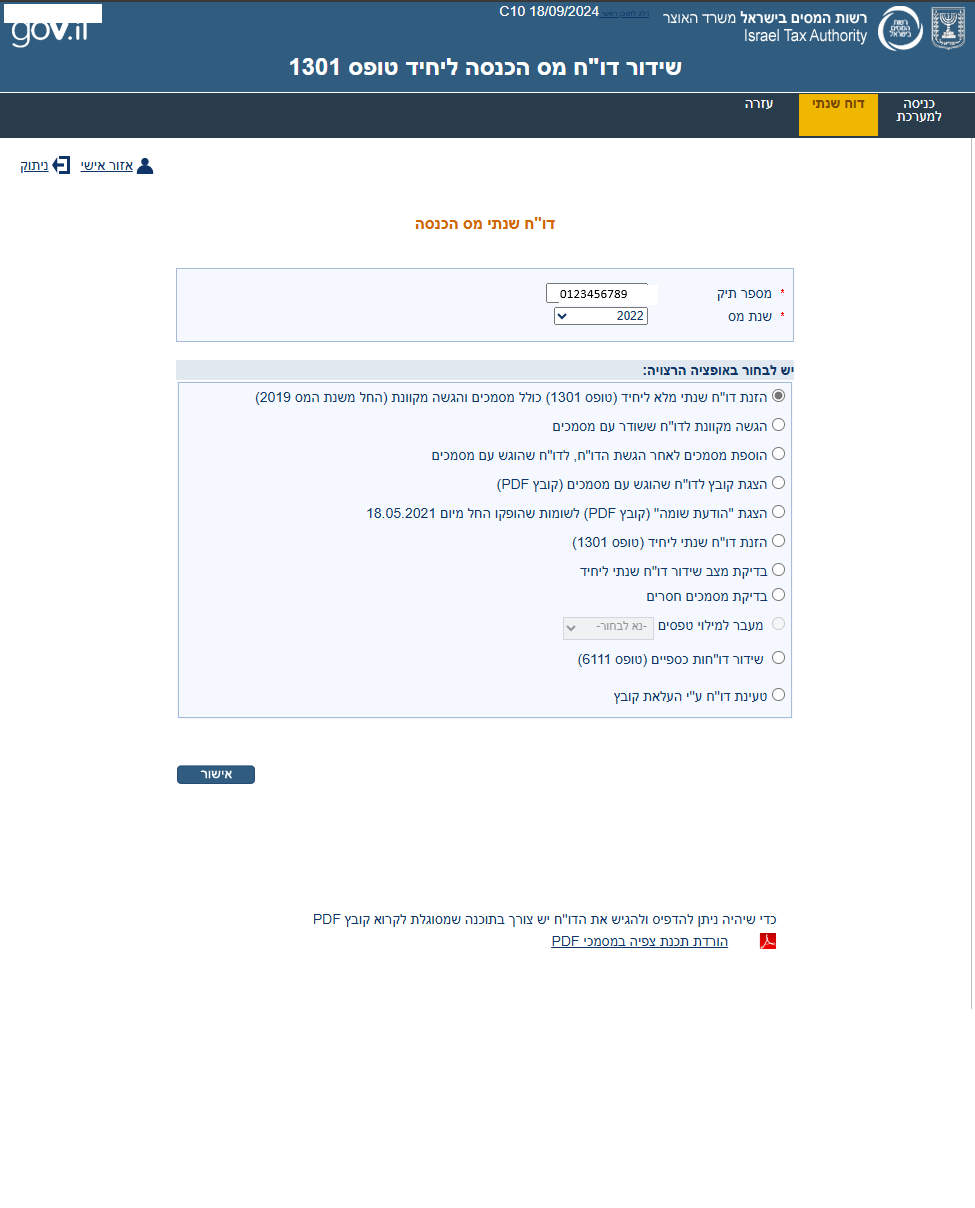 gov.il
C10 18/09/2024
דלג לתוכן ראשי
רשות המסים בישראל משרד האוצר
Israel Tax Authority
רשות
המסים
בישראל
שידור דו"ח מס הכנסה ליחיד טופס 1301
כניסה
למערכת
דוח שנתי
עזרה
אזור אישי
ניתוק
דו"ח שנתי מס הכנסה
* מספר תיק 0123456789
* שנת מס 2022
יש לבחור באופציה הרצויה:
הזנת דו"ח שנתי מלא ליחיד (טופס 1301) כולל מסמכים והגשה מקוונת (החל משנת המס 2019)
הגשה מקוונת לדו"ח ששודר עם מסמכים
הוספת מסמכים לאחר הגשת הדו"ח, לדו"ח שהוגש עם מסמכים
הצגת קובץ לדו"ח שהוגש עם מסמכים (קובץ PDF)
הצגת "הודעת שומה" (קובץ PDF) לשומות שהופקו החל מיום 18.05.2021
הזנת דו"ח שנתי ליחיד (טופס 1301)
בדיקת מצב שידור דו"ח שנתי ליחיד
בדיקת מסמכים חסרים
מעבר למילוי טפסים -נא לבחור-
שידור דו"חות כספיים (טופס 6111)
טעינת דו"ח ע"י העלאת קובץ
אישור
כדי שיהיה ניתן להדפיס ולהגיש את הדו"ח יש צורך בתוכנה שמסוגלת לקרוא קובץ PDF
הורדת תכנת צפיה במסמכי PDF